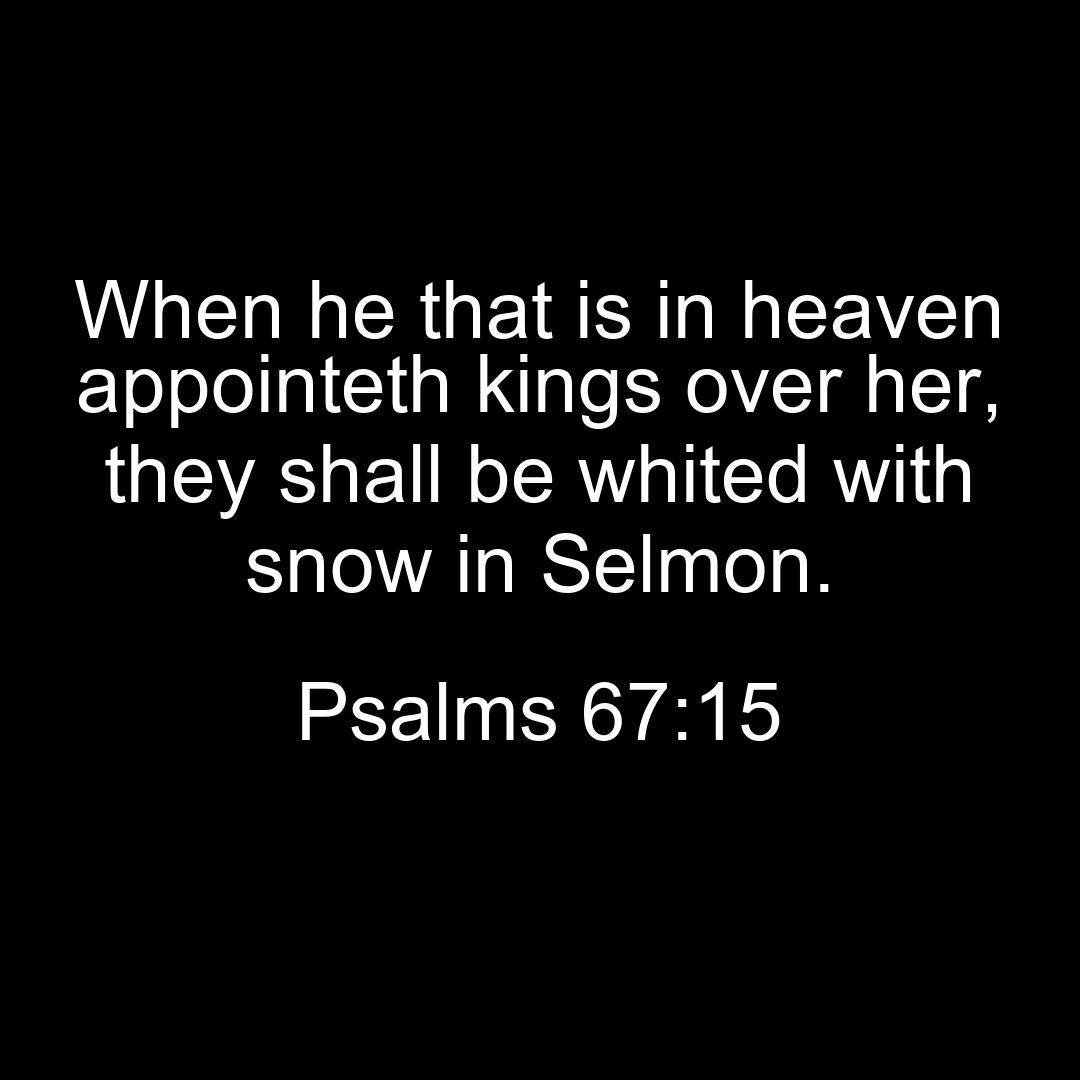 When he that is in heaven
appointeth kings over her,
they shall be whited with
snow in Selmon.
Psalms 67:15